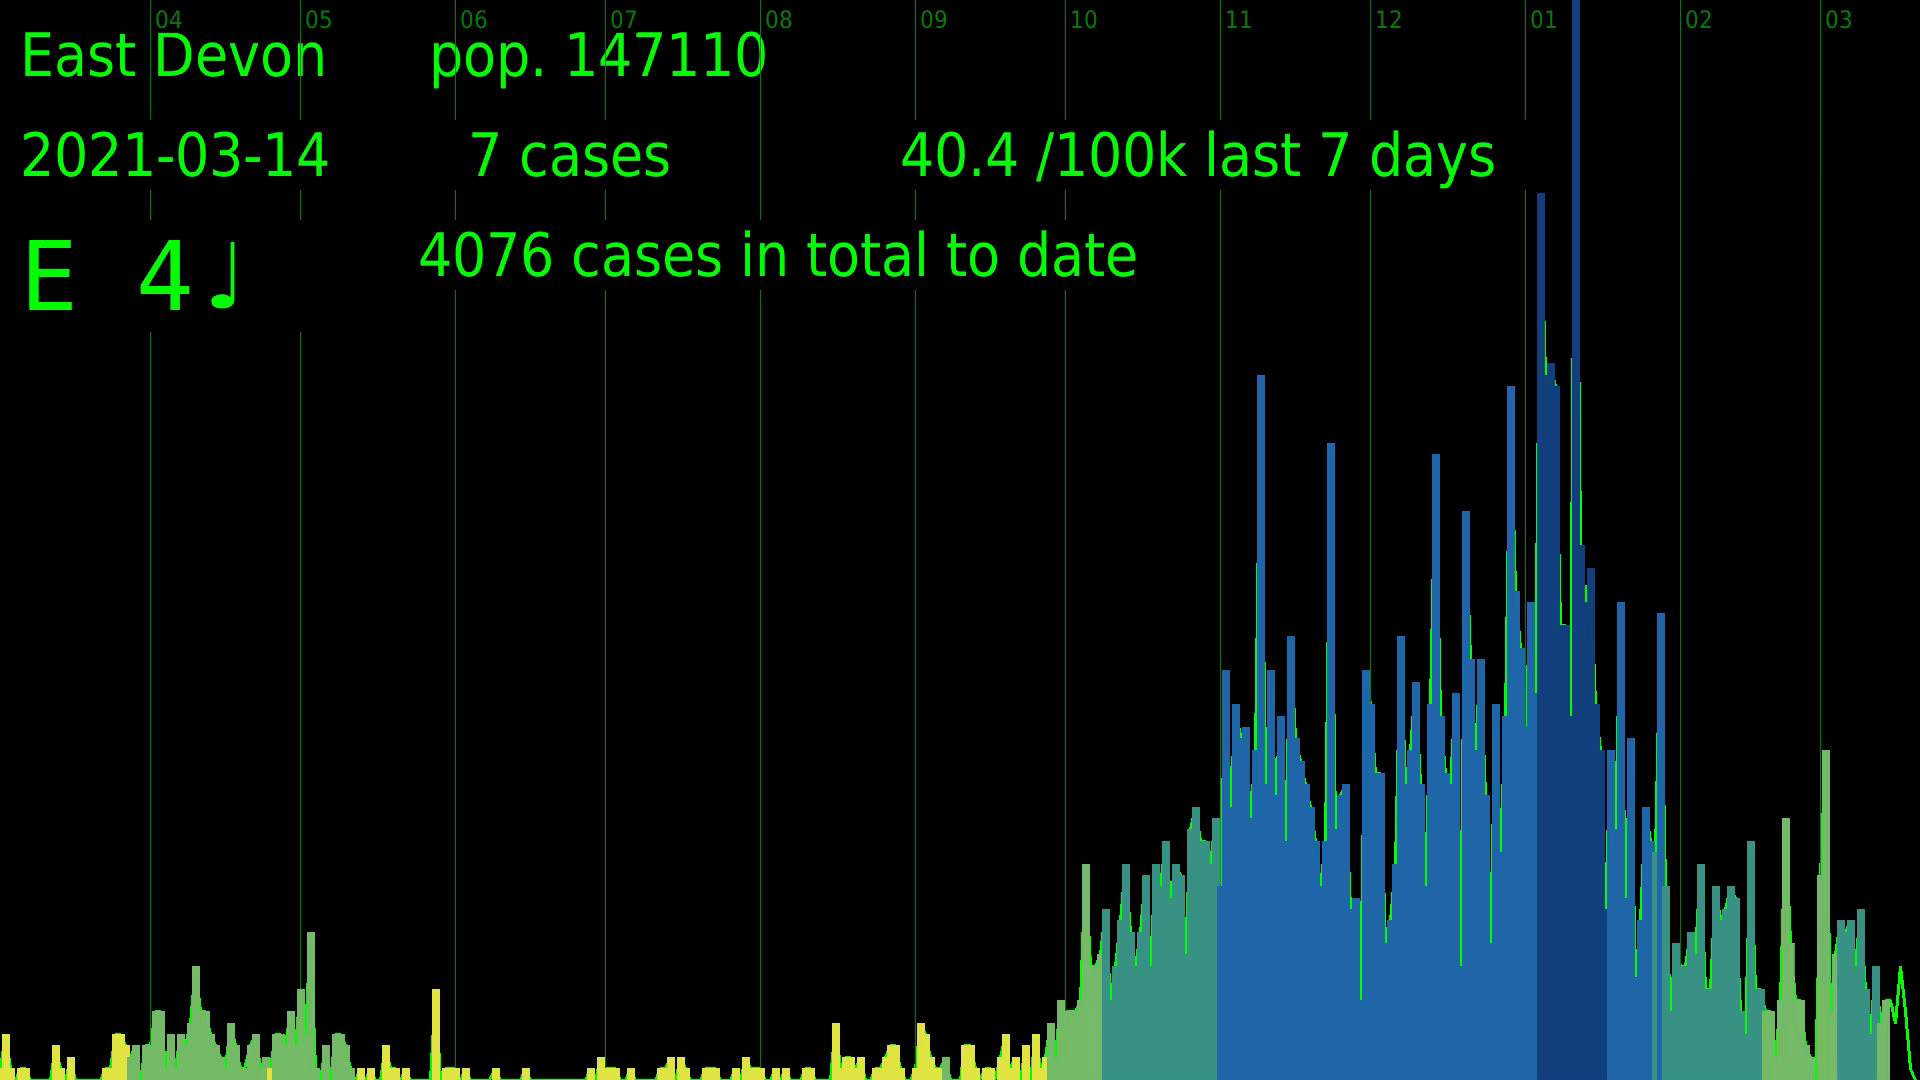 04 05 06 07 08 09 10 11 12 01 02 03
East Devon pop. 147110
2021-03-14 7 cases 40.4 /100k last 7 days
E 4♩ 4076 cases in total to date